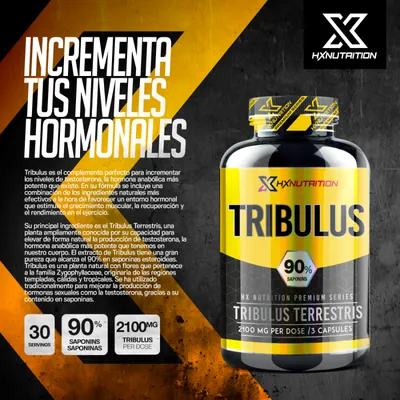 HXNUTRITION
INCREMENTA
TUS NIVELES
HORMONALES
Tribulus es el complemento perfecto para incrementar
los niveles de testosterona, la hormona anabólica más
potente que existe. En su fórmula se incluye una
combinación de los ingredientes naturales más
efectivos a la hora de favorecer un entorno hormonal
que estimule el crecimiento muscular, la recuperación y
el rendimiento en el ejercicio.
Su principal ingrediente es el Tribulus Terrestris, una
planta ampliamente conocida por su capacidad para
elevar de forma natural la producción de testosterona, la
hormona anabólica más potente que tenemos en
nuestro cuerpo. El extracto de Tribulus tiene una gran
pureza que alcanza el 90% en saponinas esteroideas.
Tribulus es una planta natural con fines que pertenece
a la familia Zygophyllaceae, originaria de las regiones
templadas, cálidas y tropicales. Se ha utilizado
tradicionalmente para mejorar la producción de
hormonas sexuales como la testosterona, gracias a su
contenido en saponinas.
30
SERVINGS
90%
SAPONINS
SAPONINAS
2100MG
TRIBULUS
PER DOSE
HXNUTRITION
HXNUTRITION
TRIBULUS
90%
SAPONINS
HX NUTRITION PREMIUM SERIES
TRIBULUS TERRESTRIS
2100 MG PER DOSE /3 CAPSULES